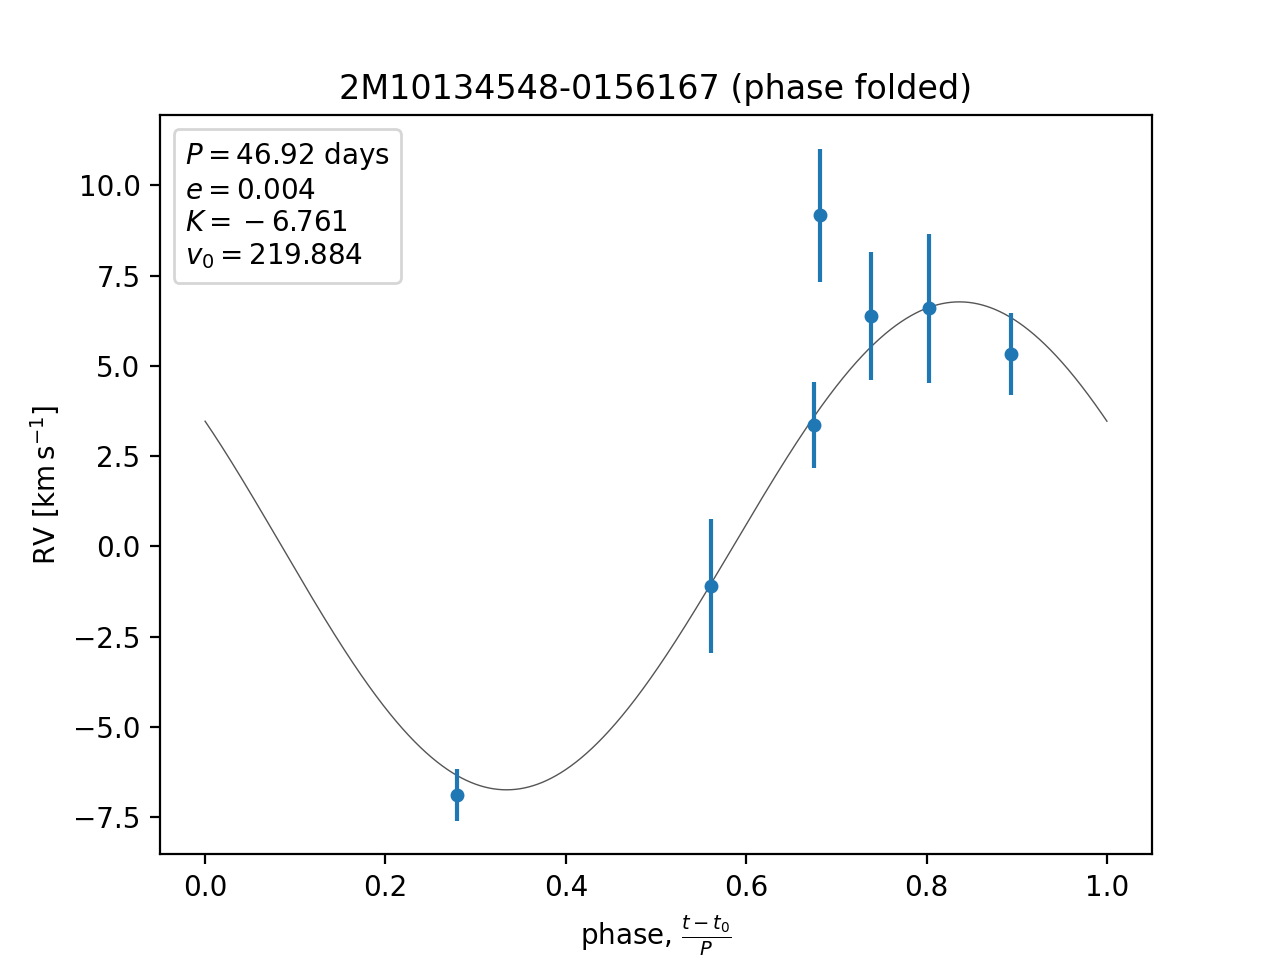 2M10134548-0156167 (phase folded)
P = 46.92 days
e = 0.004
K = −6.761
v₀ = 219.884
10.0
7.5
5.0
2.5
0.0
−2.5
−5.0
−7.5
RV [km s⁻¹]
0.0 0.2 0.4 0.6 0.8 1.0
phase, (t − t₀)/P